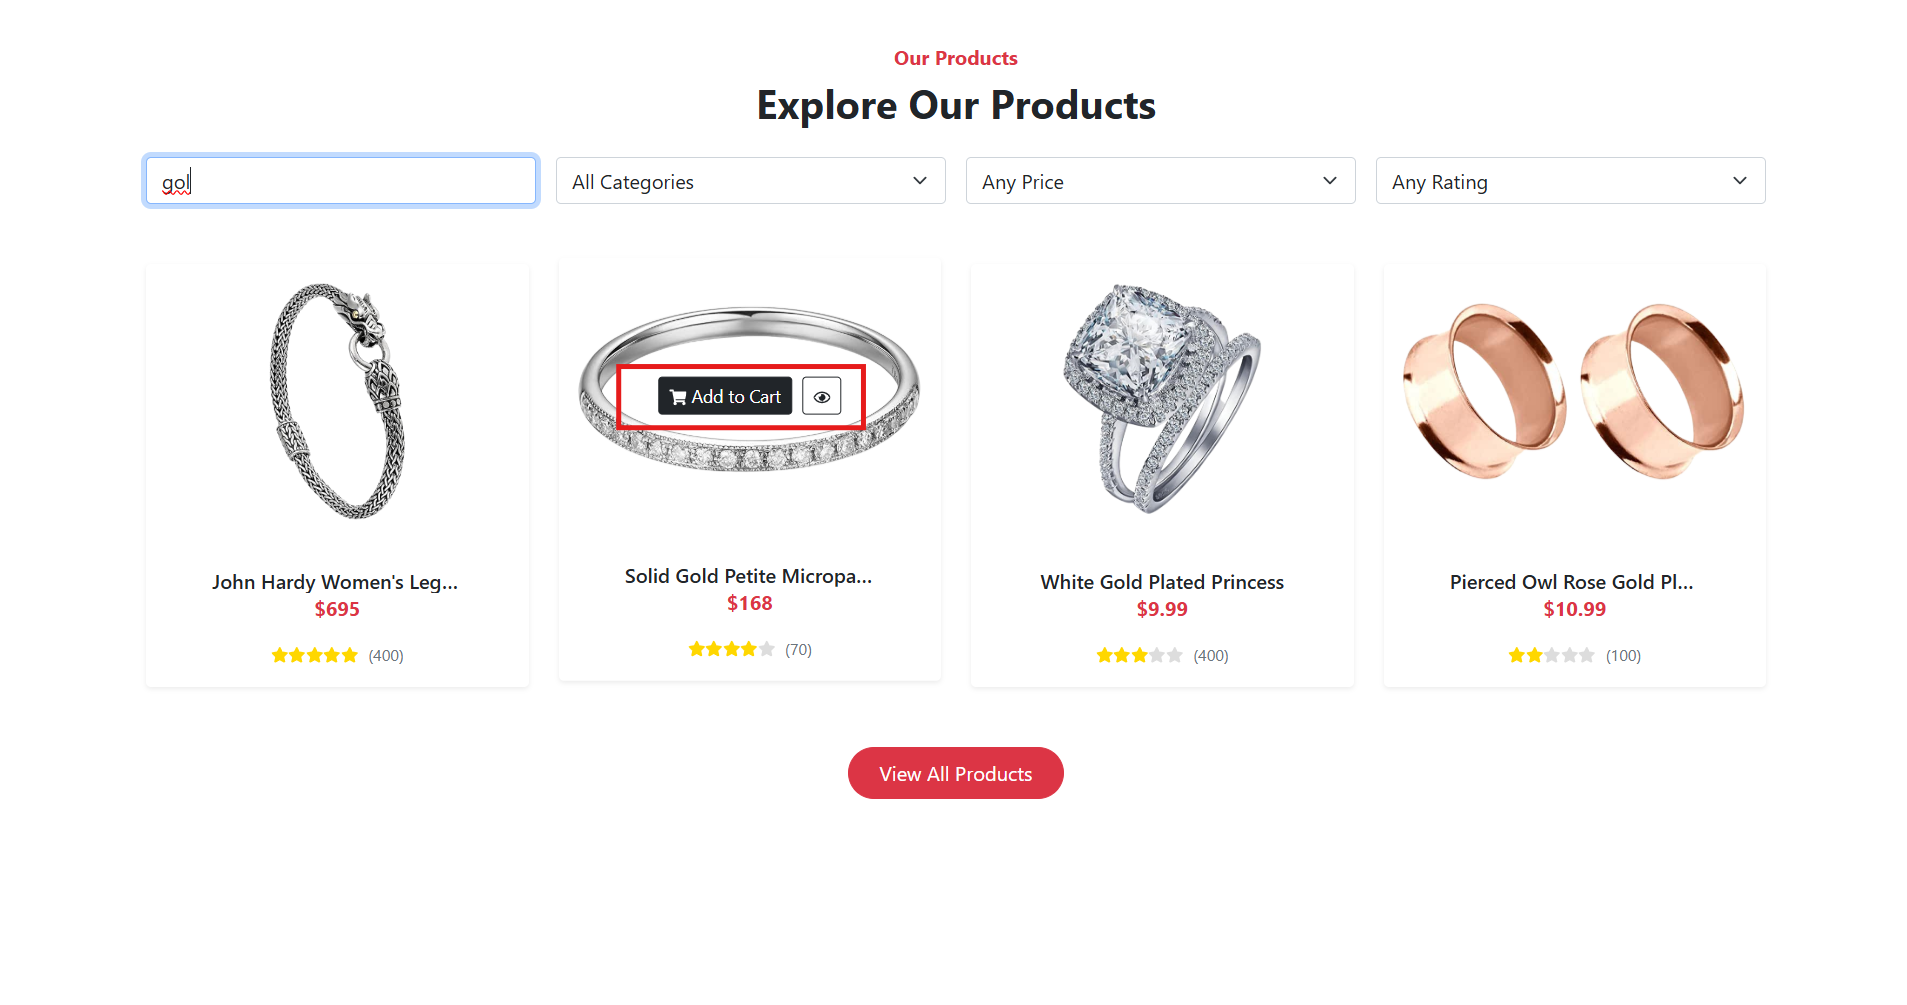 Our Products
Explore Our Products
gol
All Categories
Any Price
Any Rating
Add to Cart
John Hardy Women's Leg...
$695
(400)
Solid Gold Petite Micropa...
$168
(70)
White Gold Plated Princess
$9.99
(400)
Pierced Owl Rose Gold Pl...
$10.99
(100)
View All Products